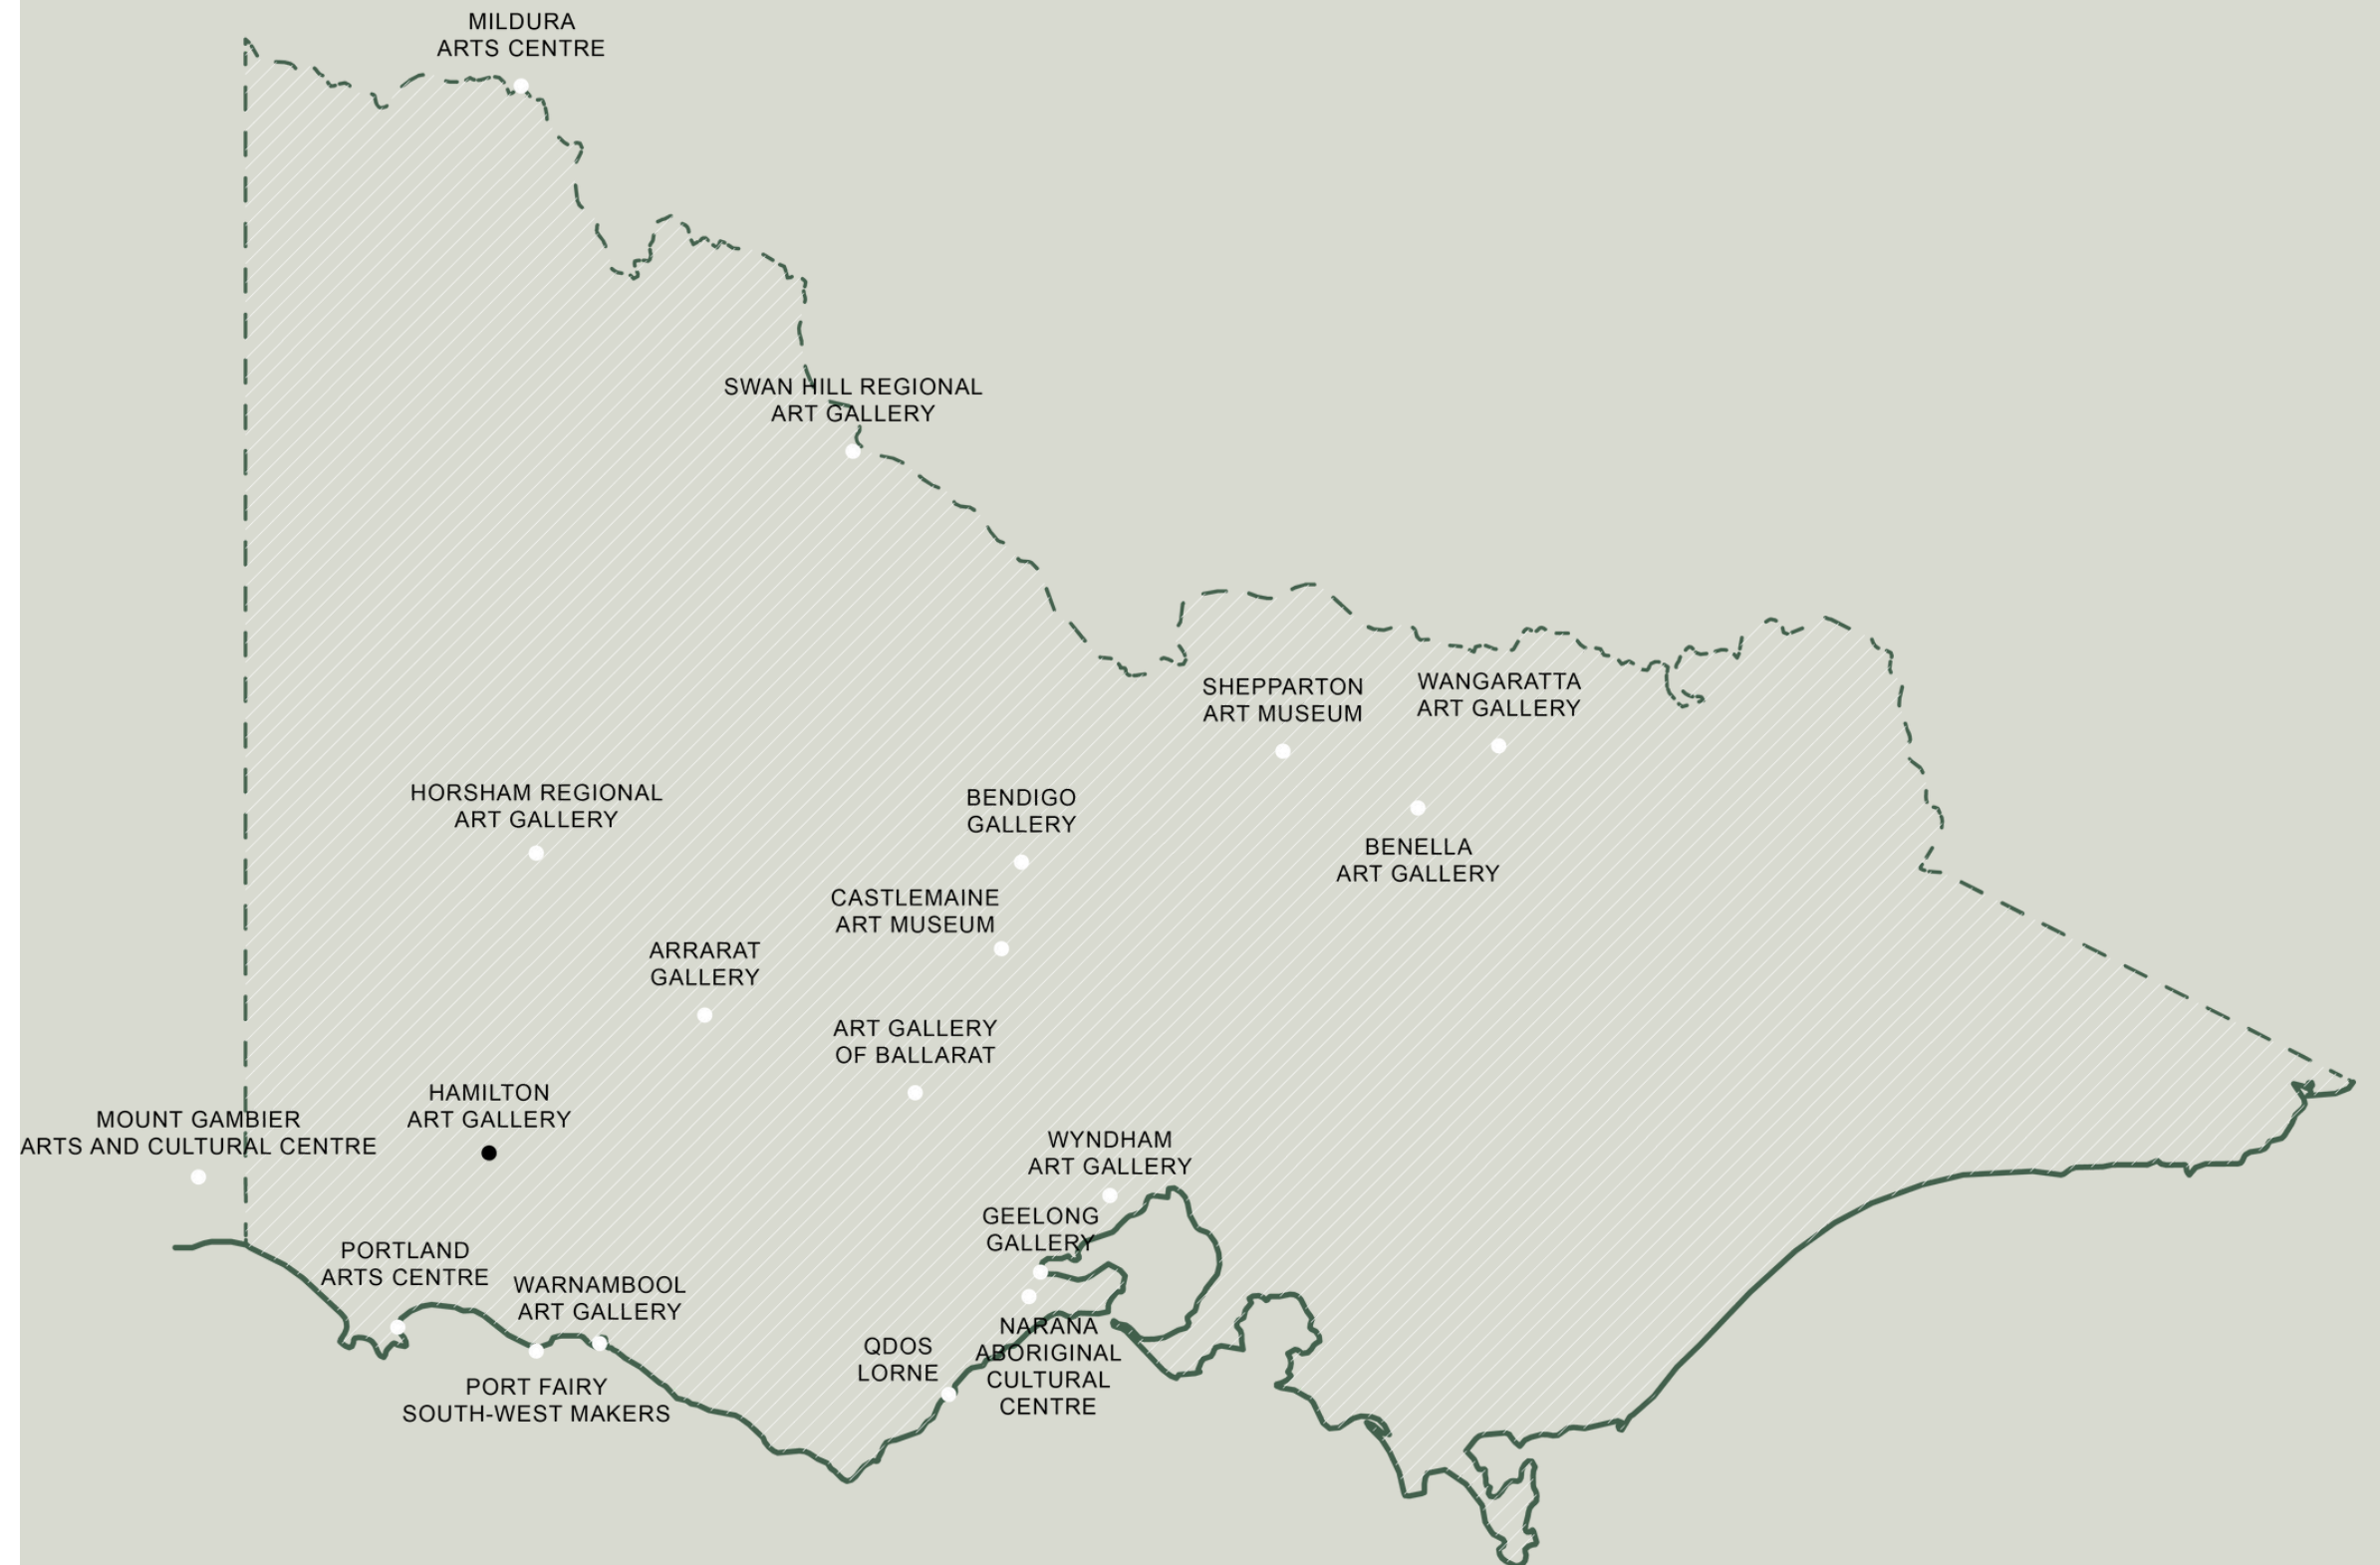 MILDURA
ARTS CENTRE
SWAN HILL REGIONAL
ART GALLERY
SHEPPARTON
ART MUSEUM
WANGARATTA
ART GALLERY
HORSHAM REGIONAL
ART GALLERY
BENDIGO
GALLERY
BENELLA
ART GALLERY
CASTLEMAINE
ART MUSEUM
ARRARAT
GALLERY
ART GALLERY
OF BALLARAT
HAMILTON
ART GALLERY
MOUNT GAMBIER
ARTS AND CULTURAL CENTRE
WYNDHAM
ART GALLERY
GEELONG
GALLERY
PORTLAND
ARTS CENTRE
WARNAMBOOL
ART GALLERY
NARANA
ABORIGINAL
CULTURAL
CENTRE
QDOS
LORNE
PORT FAIRY
SOUTH-WEST MAKERS